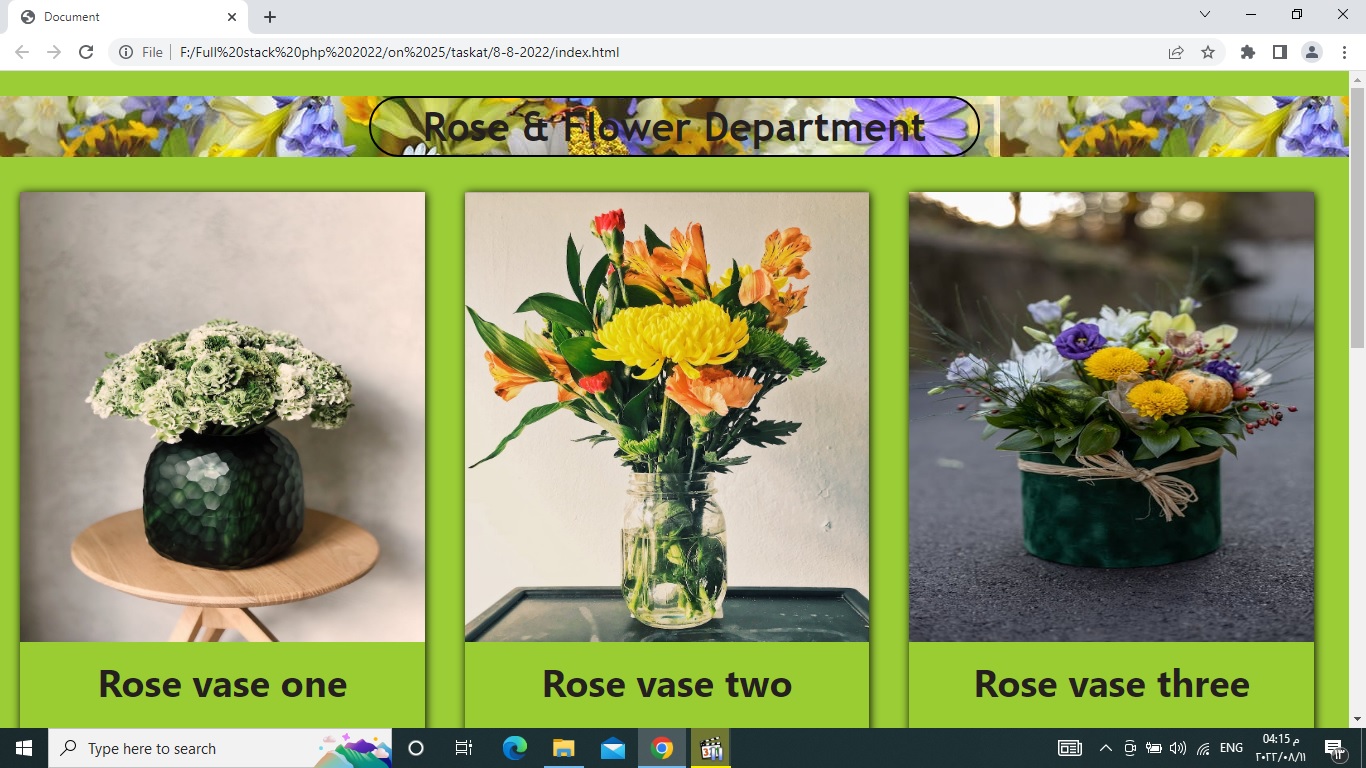 Document
File
F:/Full%20stack%20php%202022/on%2025/taskat/8-8-2022/index.html
Rose & Flower Department
Rose vase one
Rose vase two
Rose vase three
Type here to search
ENG
04:15 م
٢٠٢٢/٠٨/١١
١٣